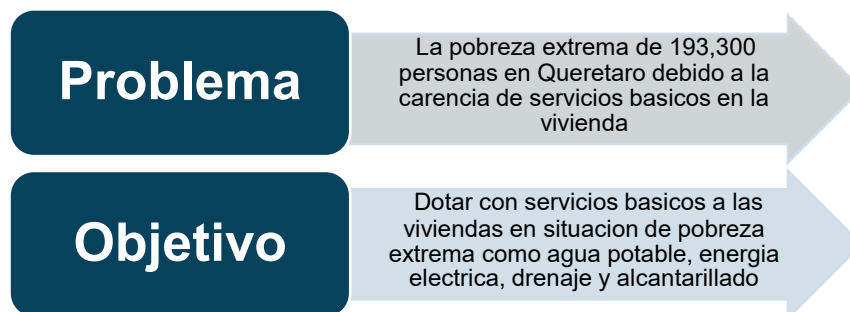 Problema
La pobreza extrema de 193,300
personas en Queretaro debido a la
carencia de servicios basicos en la
vivienda
Objetivo
Dotar con servicios basicos a las
viviendas en situacion de pobreza
extrema como agua potable, energia
electrica, drenaje y alcantarillado